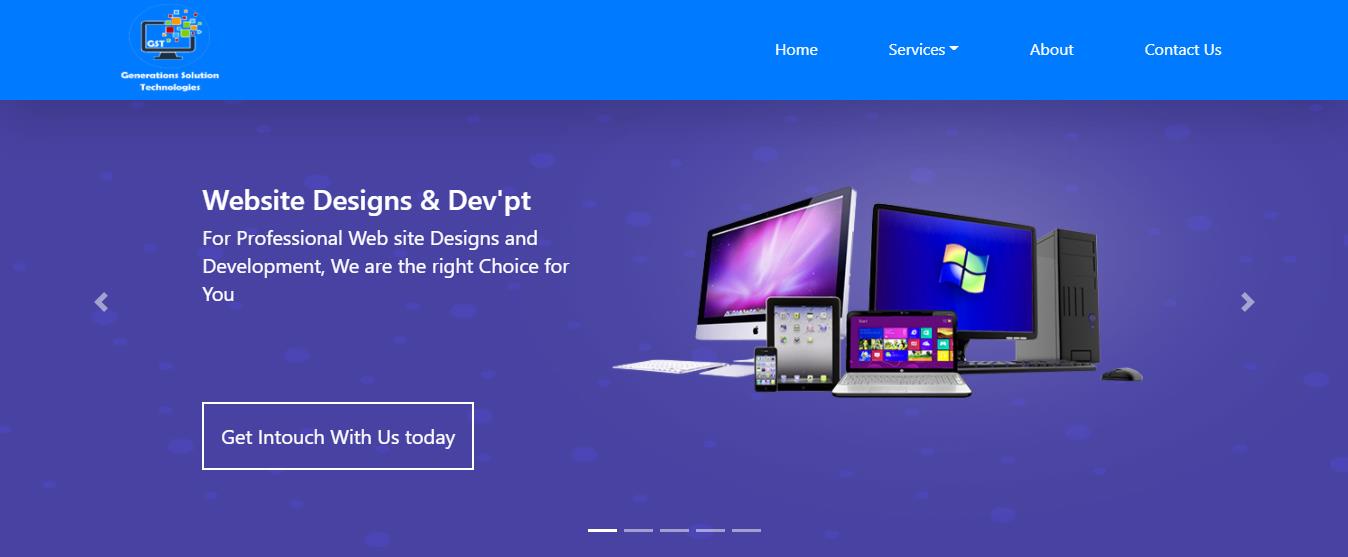 GST
Generations Solution
Technologies
Home
Services
About
Contact Us
Website Designs & Dev'pt
For Professional Web site Designs and
Development, We are the right Choice for
You
Start
Get Intouch With Us today